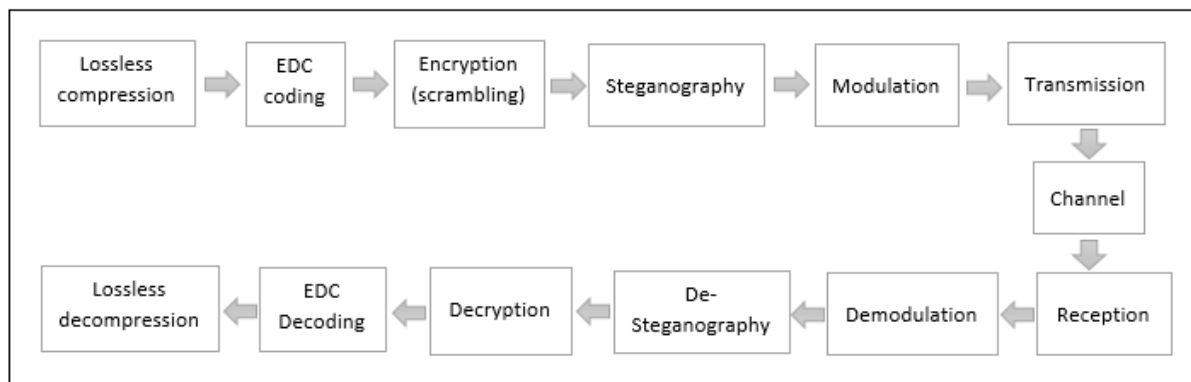 Lossless
compression
EDC
coding
Encryption
(scrambling)
Steganography
Modulation
Transmission
Channel
Reception
Demodulation
De-
Steganography
Decryption
EDC
Decoding
Lossless
decompression